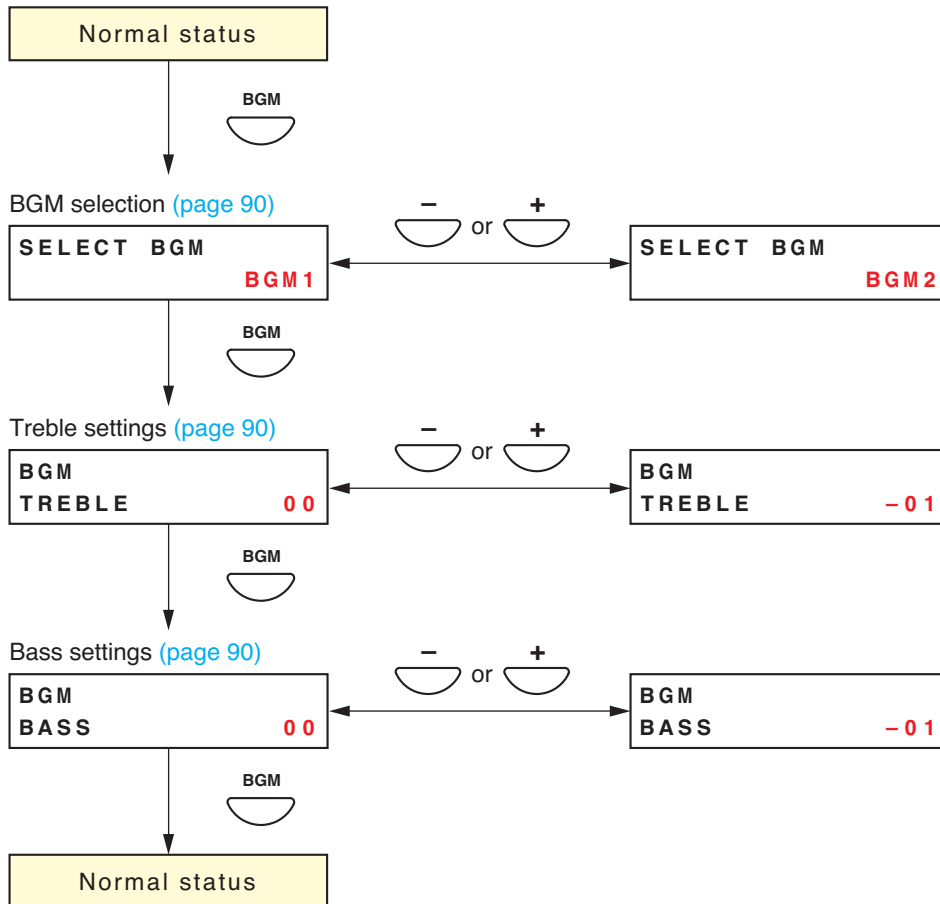 Normal status
BGM
BGM selection (page 90)
– or +
SELECT BGM
BGM1
SELECT BGM
BGM2
BGM
Treble settings (page 90)
– or +
BGM
TREBLE 00
BGM
TREBLE –01
BGM
Bass settings (page 90)
– or +
BGM
BASS 00
BGM
BASS –01
BGM
Normal status